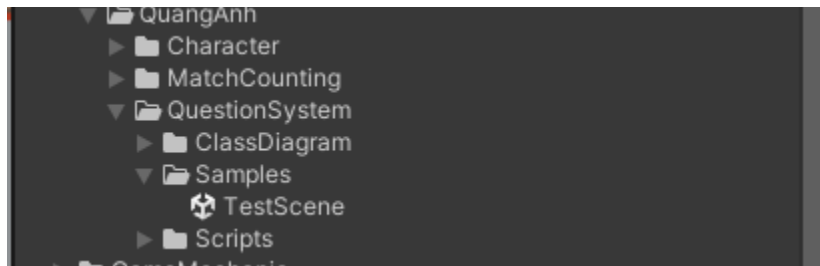 QuangAnh
Character
MatchCounting
QuestionSystem
ClassDiagram
Samples
TestScene
Scripts